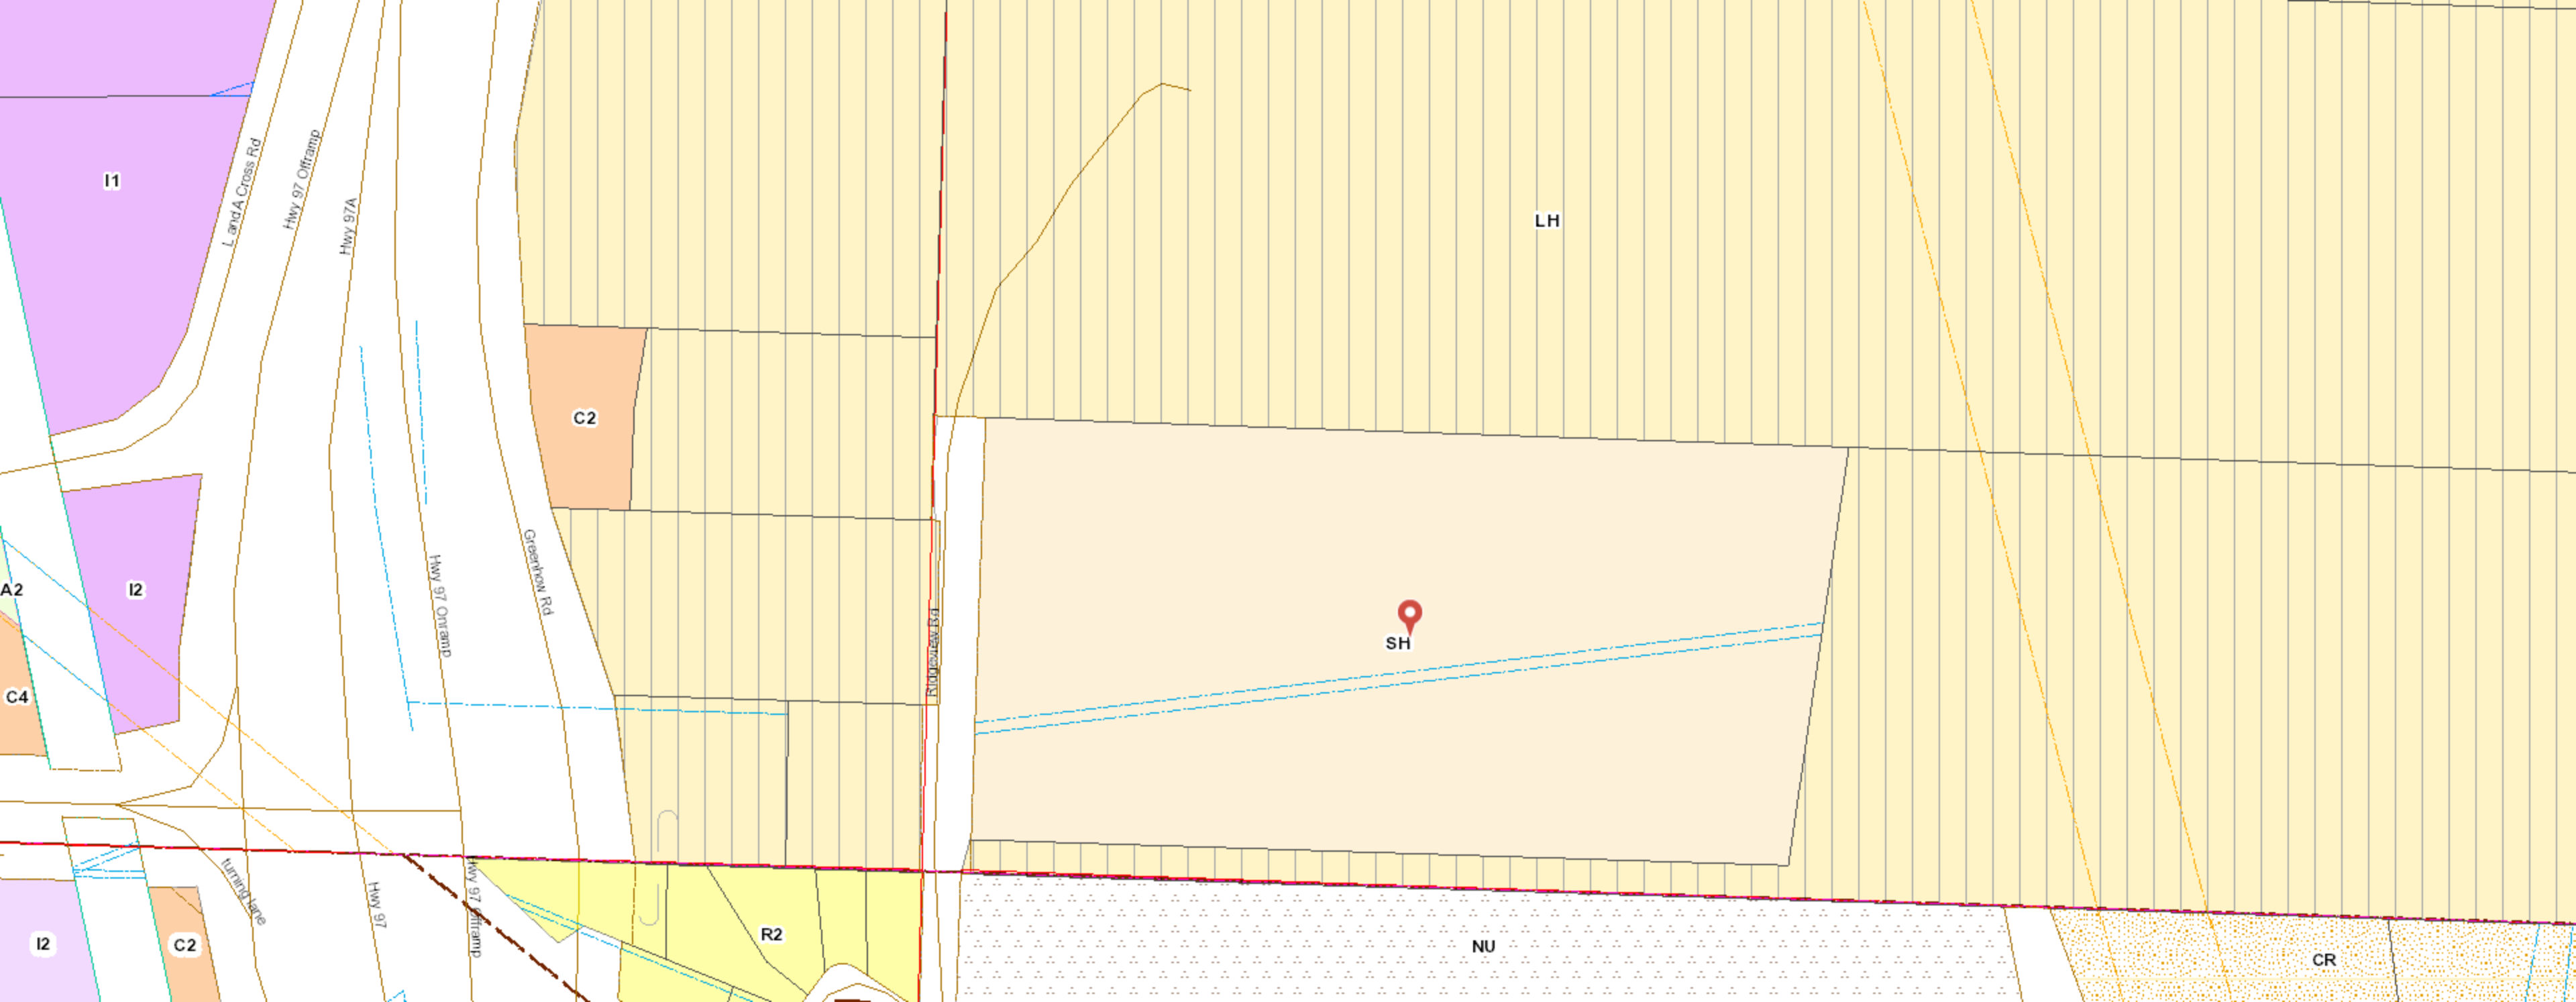 I1
L and A Cross Rd
Hwy 97 Offramp
Hwy 97A
LH
C2
Hwy 97 Onramp
Greenhow Rd
A2
I2
Ridgeview Rd
SH
C4
turning lane
Hwy 97
Hwy 97 Offramp
I2
C2
R2
NU
CR